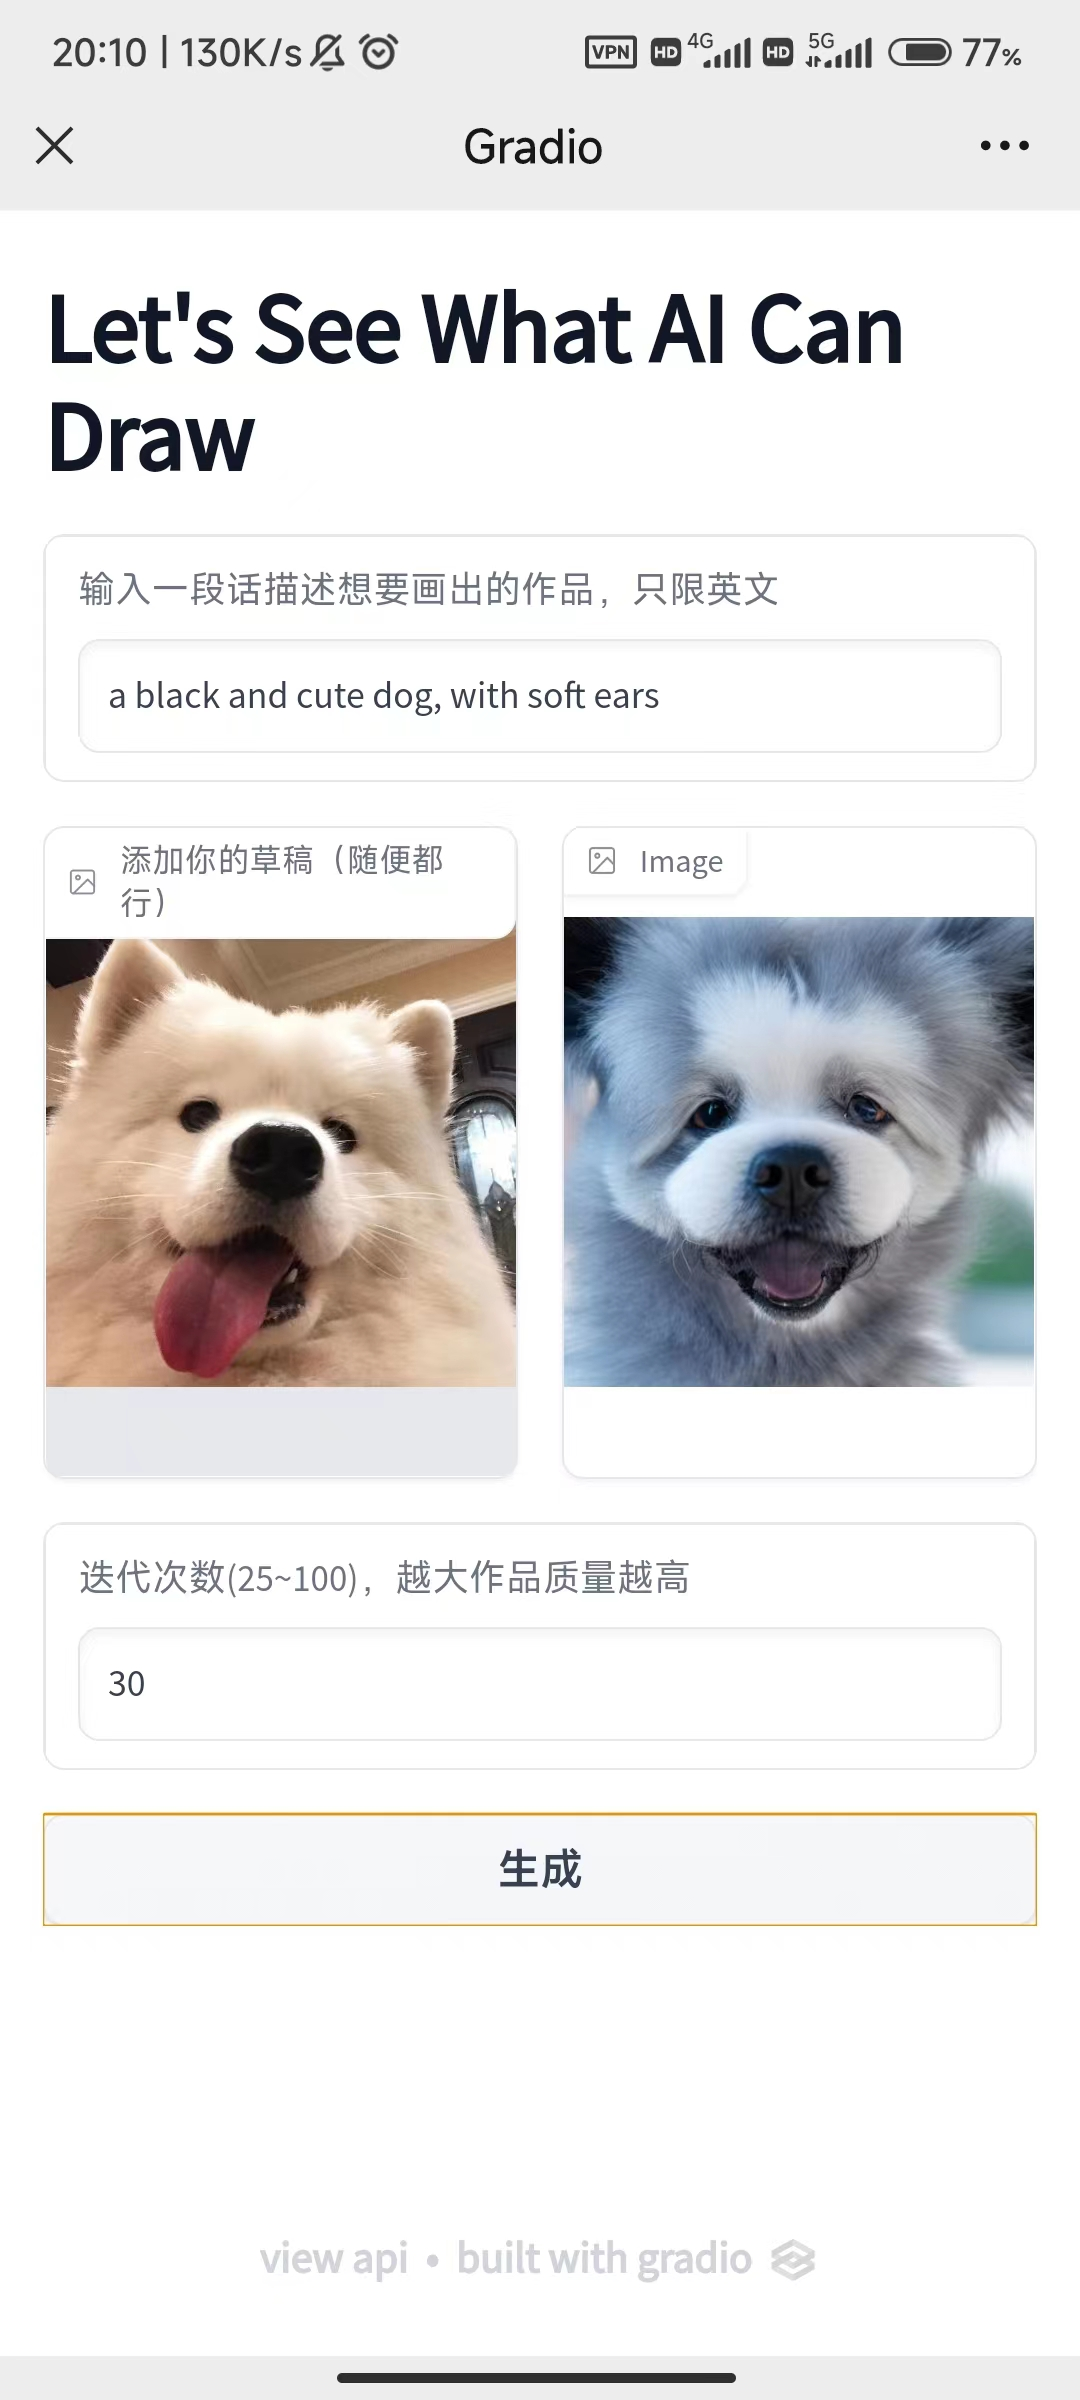 20:10 | 130K/s VPN HD 4G HD 5G 77%
Gradio
Let's See What AI Can
Draw
输入一段话描述想要画出的作品，只限英文
a black and cute dog, with soft ears
添加你的草稿（随便都
行）
Image
迭代次数(25~100)，越大作品质量越高
30
生成
view api • built with gradio